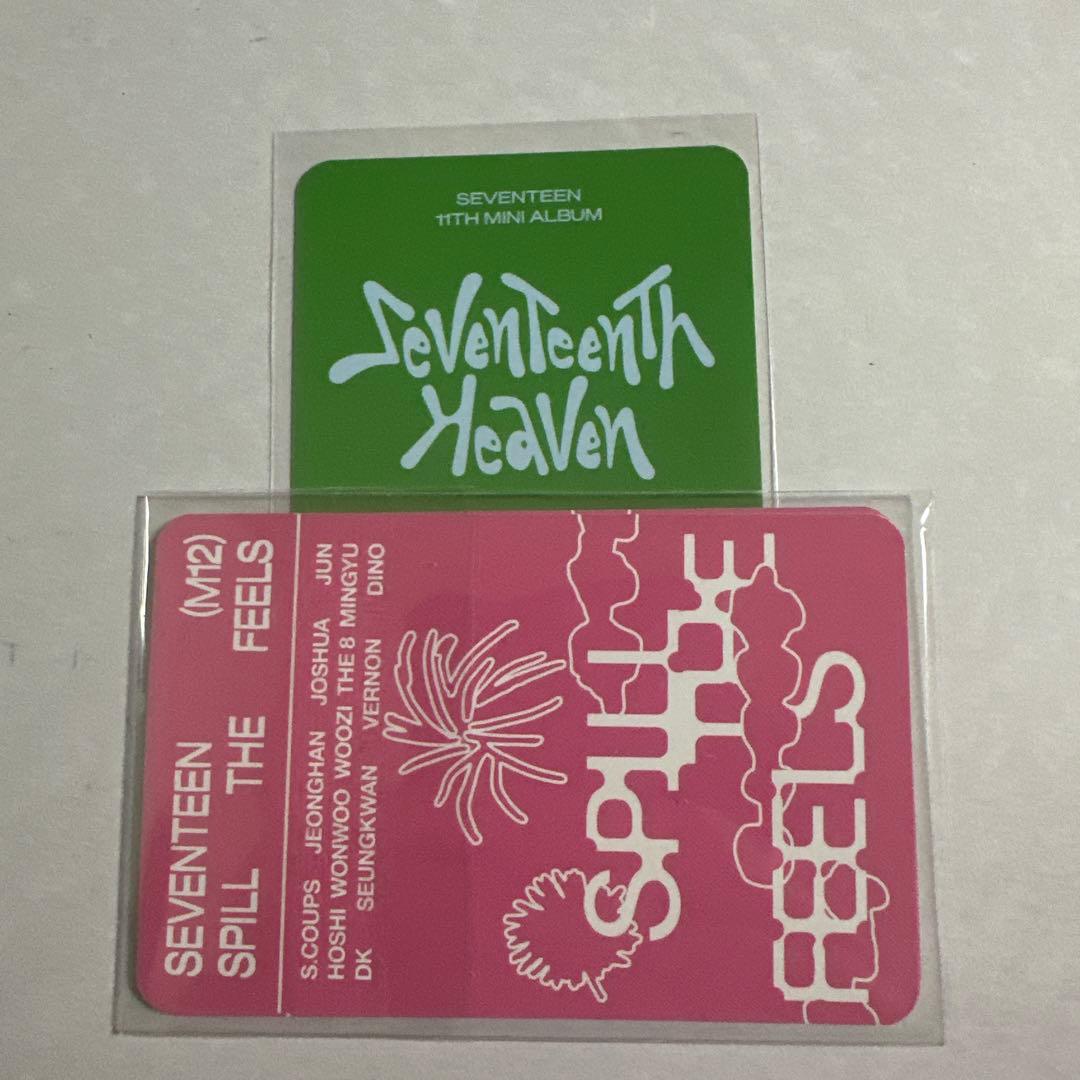 SEVENTEEN
11TH MINI ALBUM
SevenTeenTh
Heaven
SEVENTEEN (M12)
SPILL THE FEELS
S.COUPS JEONGHAN JOSHUA JUN
HOSHI WONWOO WOOZI THE 8 MINGYU
DK SEUNGKWAN VERNON DINO
SPILL
THE
FEELS